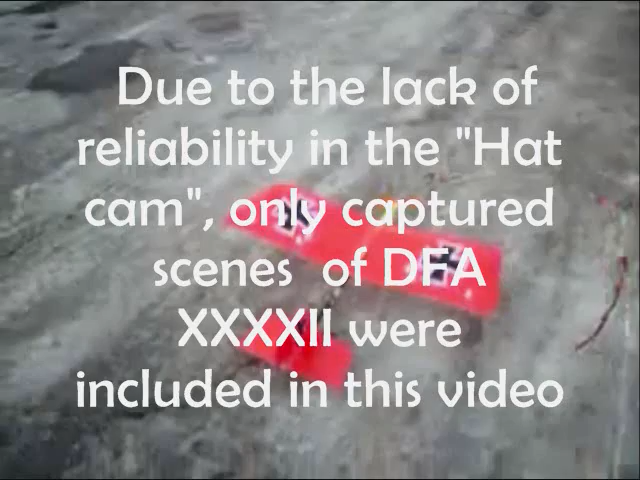 Due to the lack of
reliability in the "Hat
cam", only captured
scenes of DFA
XXXXII were
included in this video